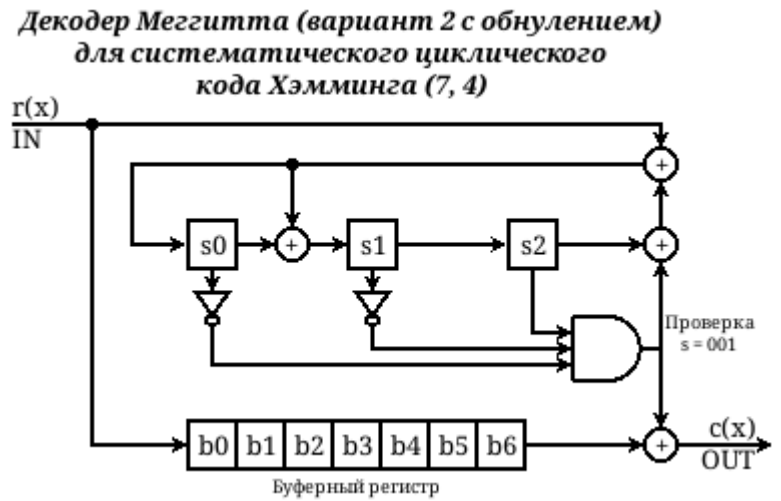 Декодер Меггитта (вариант 2 с обнулением)
для систематического циклического
кода Хэмминга (7, 4)
r(x)
IN
+
s0
+
s1
s2
+
Проверка
s = 001
b0 b1 b2 b3 b4 b5 b6
+
c(x)
OUT
Буферный регистр